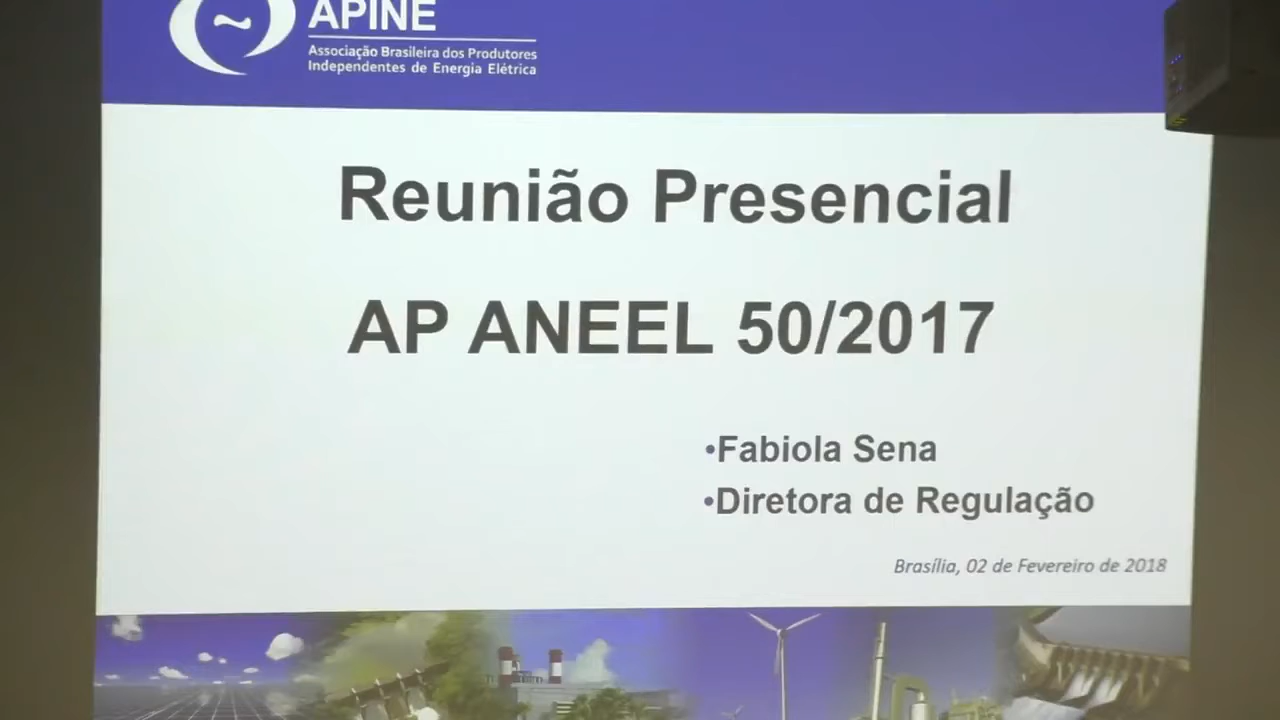 APINE
Associação Brasileira dos Produtores
Independentes de Energia Elétrica
Reunião Presencial
AP ANEEL 50/2017
•Fabiola Sena
•Diretora de Regulação
Brasília, 02 de Fevereiro de 2018